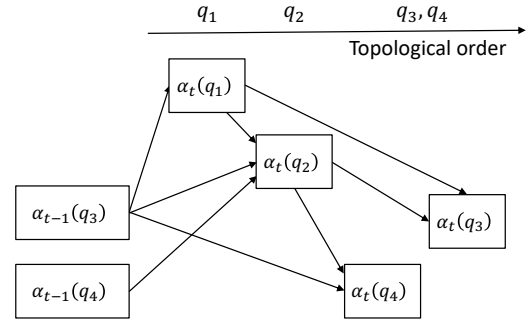 q₁ q₂ q₃, q₄
Topological order
αₜ(q₁)
αₜ(q₂)
αₜ₋₁(q₃)
αₜ(q₃)
αₜ₋₁(q₄)
αₜ(q₄)